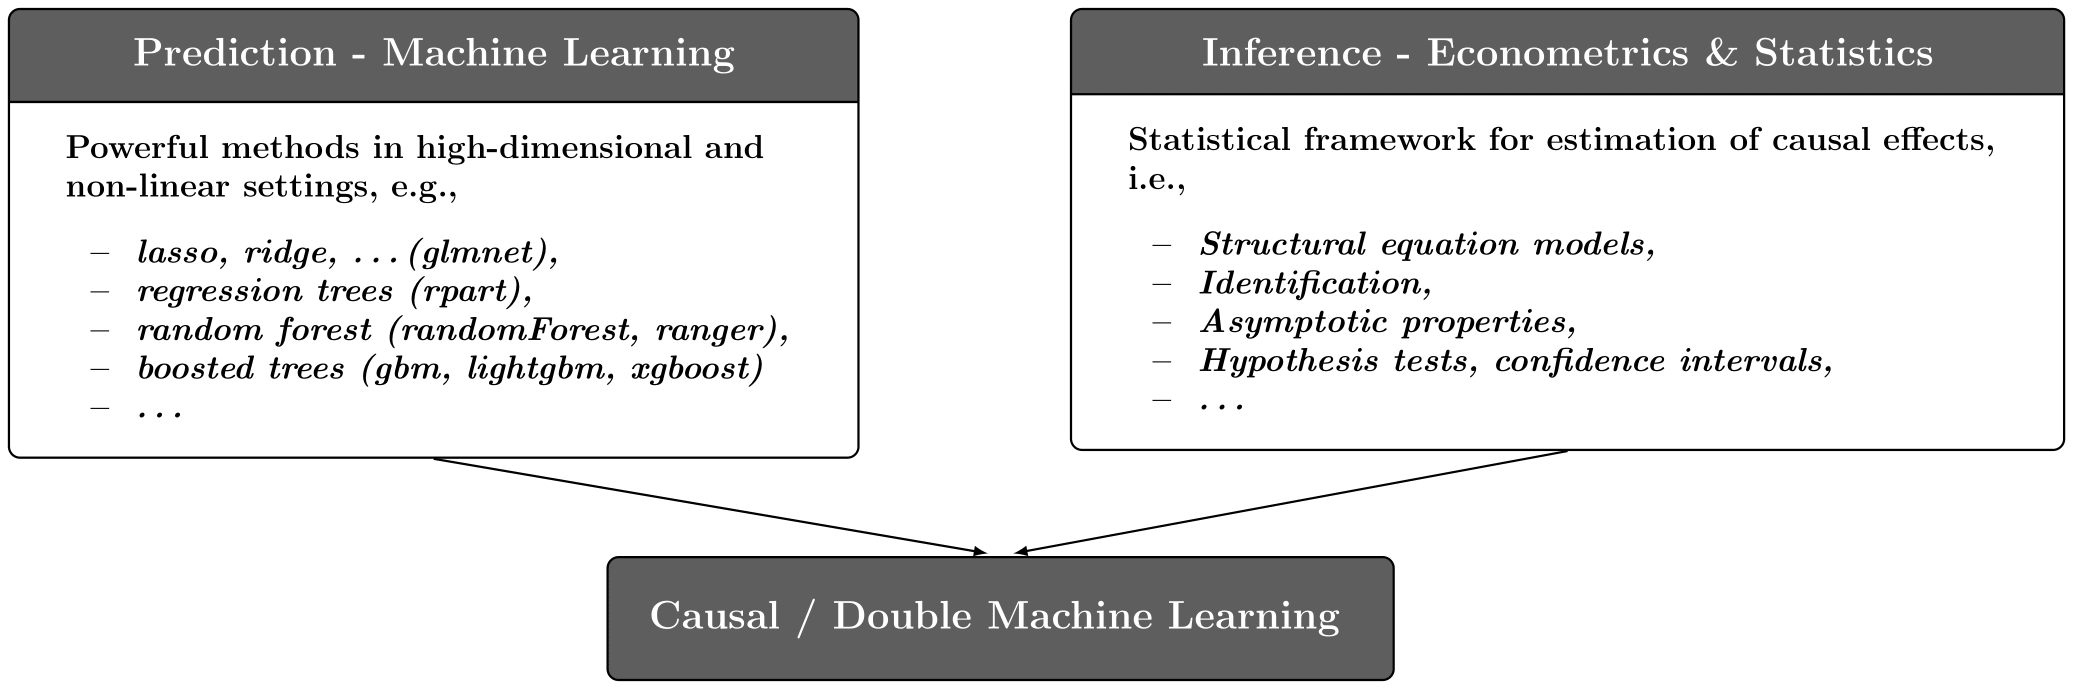 Prediction - Machine Learning
Powerful methods in high-dimensional and
non-linear settings, e.g.,
– lasso, ridge, ... (glmnet),
– regression trees (rpart),
– random forest (randomForest, ranger),
– boosted trees (gbm, lightgbm, xgboost)
– ...
Inference - Econometrics & Statistics
Statistical framework for estimation of causal effects,
i.e.,
– Structural equation models,
– Identification,
– Asymptotic properties,
– Hypothesis tests, confidence intervals,
– ...
Causal / Double Machine Learning